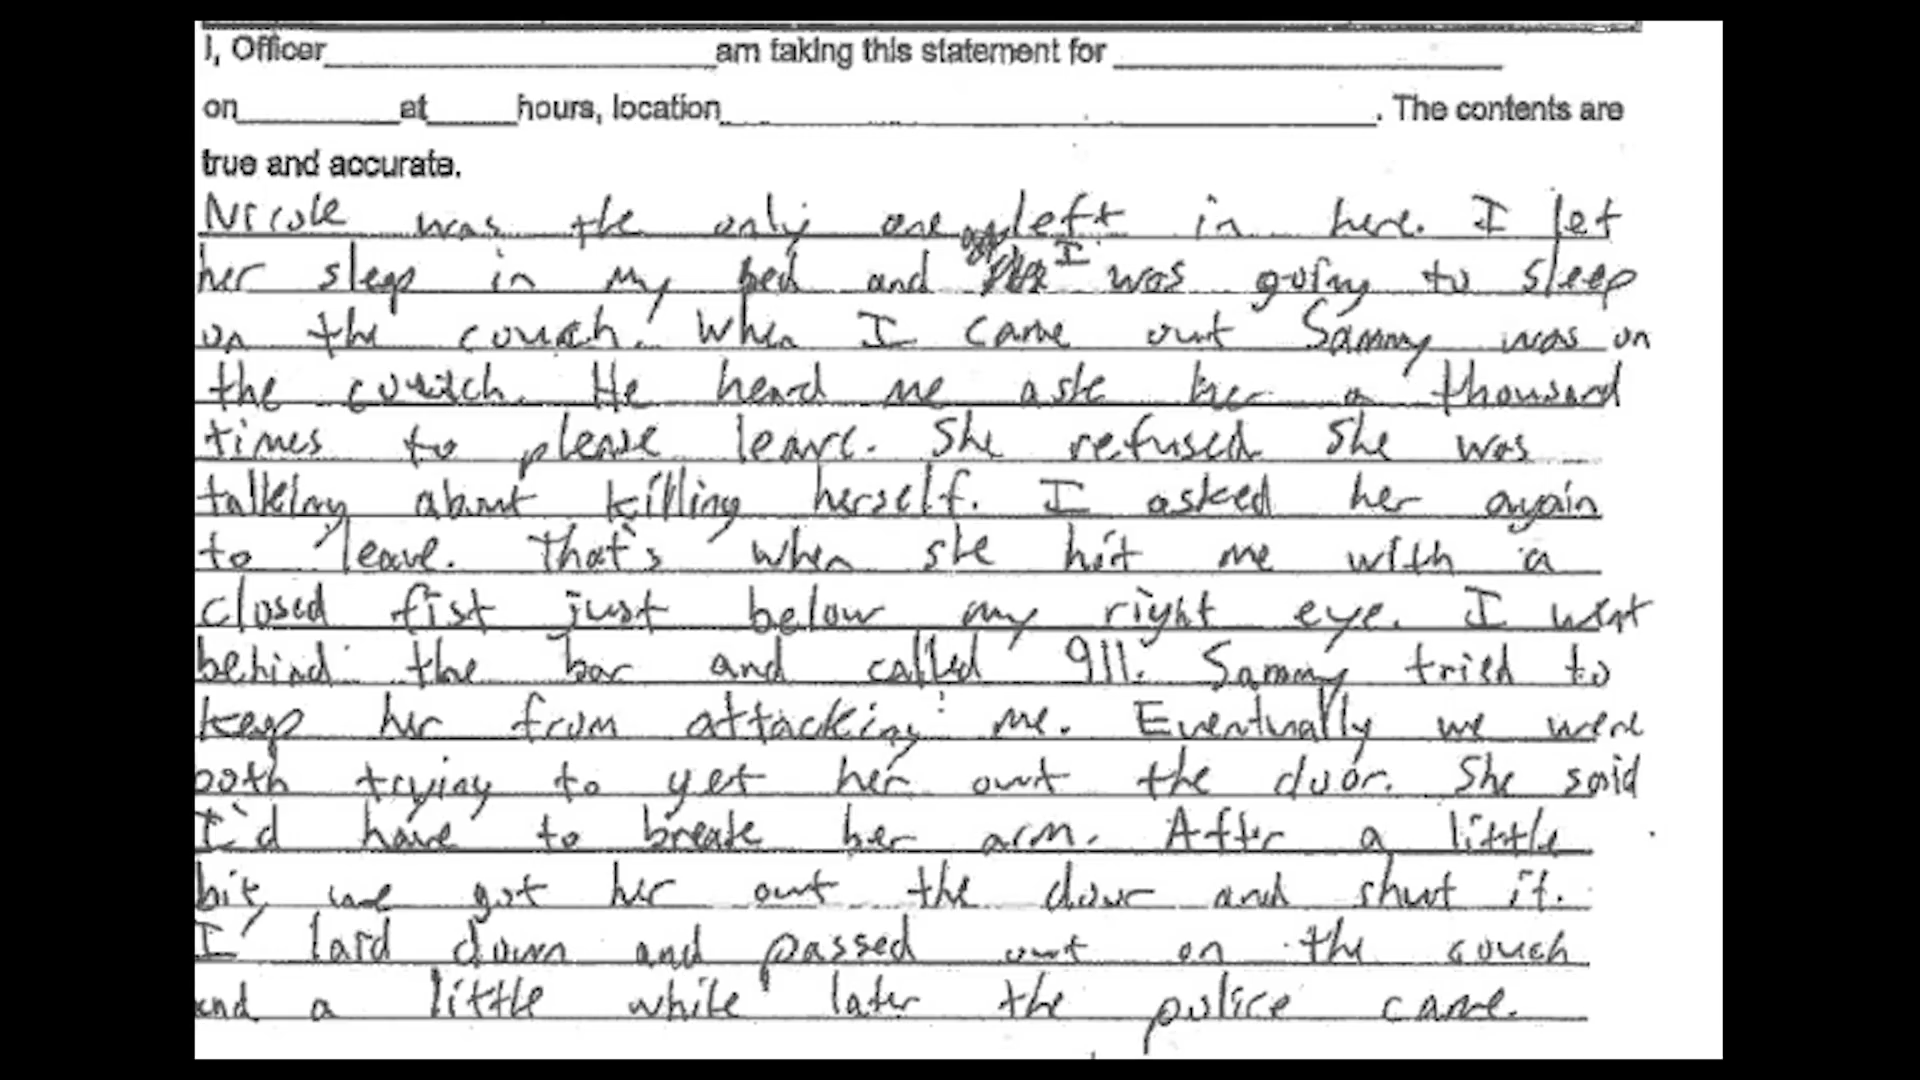 I, Officer____________________am taking this statement for ____________________
on_________at_____hours, location___________________________________. The contents are
true and accurate.
Nicole was the only one left in here. I let
her sleep in my bed and I was going to sleep
on the couch. When I came out Sammy was on
the couch. He heard me ask her a thousand
times to please leave. She refused. She was
talking about killing herself. I asked her again
to leave. That's when she hit me with a
closed fist just below my right eye. I went
behind the bar and called 911. Sammy tried to
keep her from attacking me. Eventually we were
both trying to get her out the door. She said
I'd have to break her arm. After a little
bit, we got her out the door and shut it.
I laid down and passed out on the couch
and a little while later the police came.